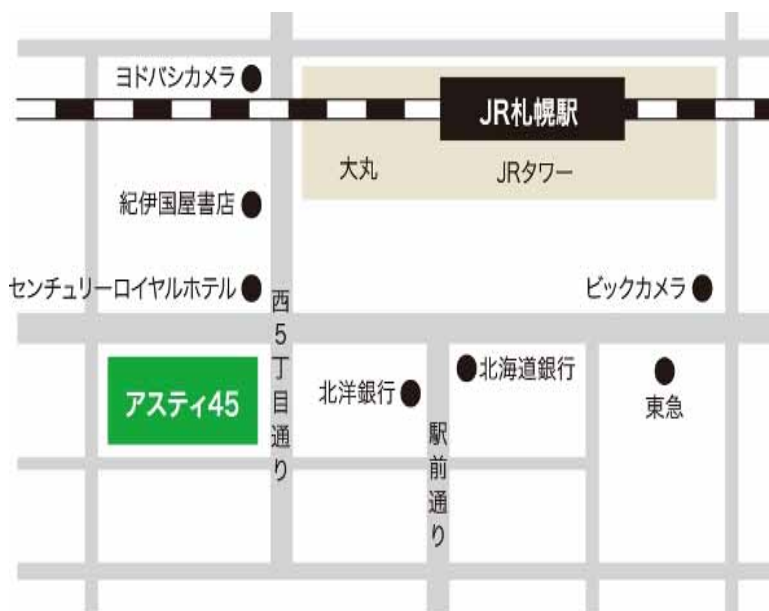 ヨドバシカメラ
JR札幌駅
大丸
JRタワー
紀伊国屋書店
センチュリーロイヤルホテル
ビックカメラ
西5丁目通り
アスティ45
北洋銀行
北海道銀行
東急
駅前通り